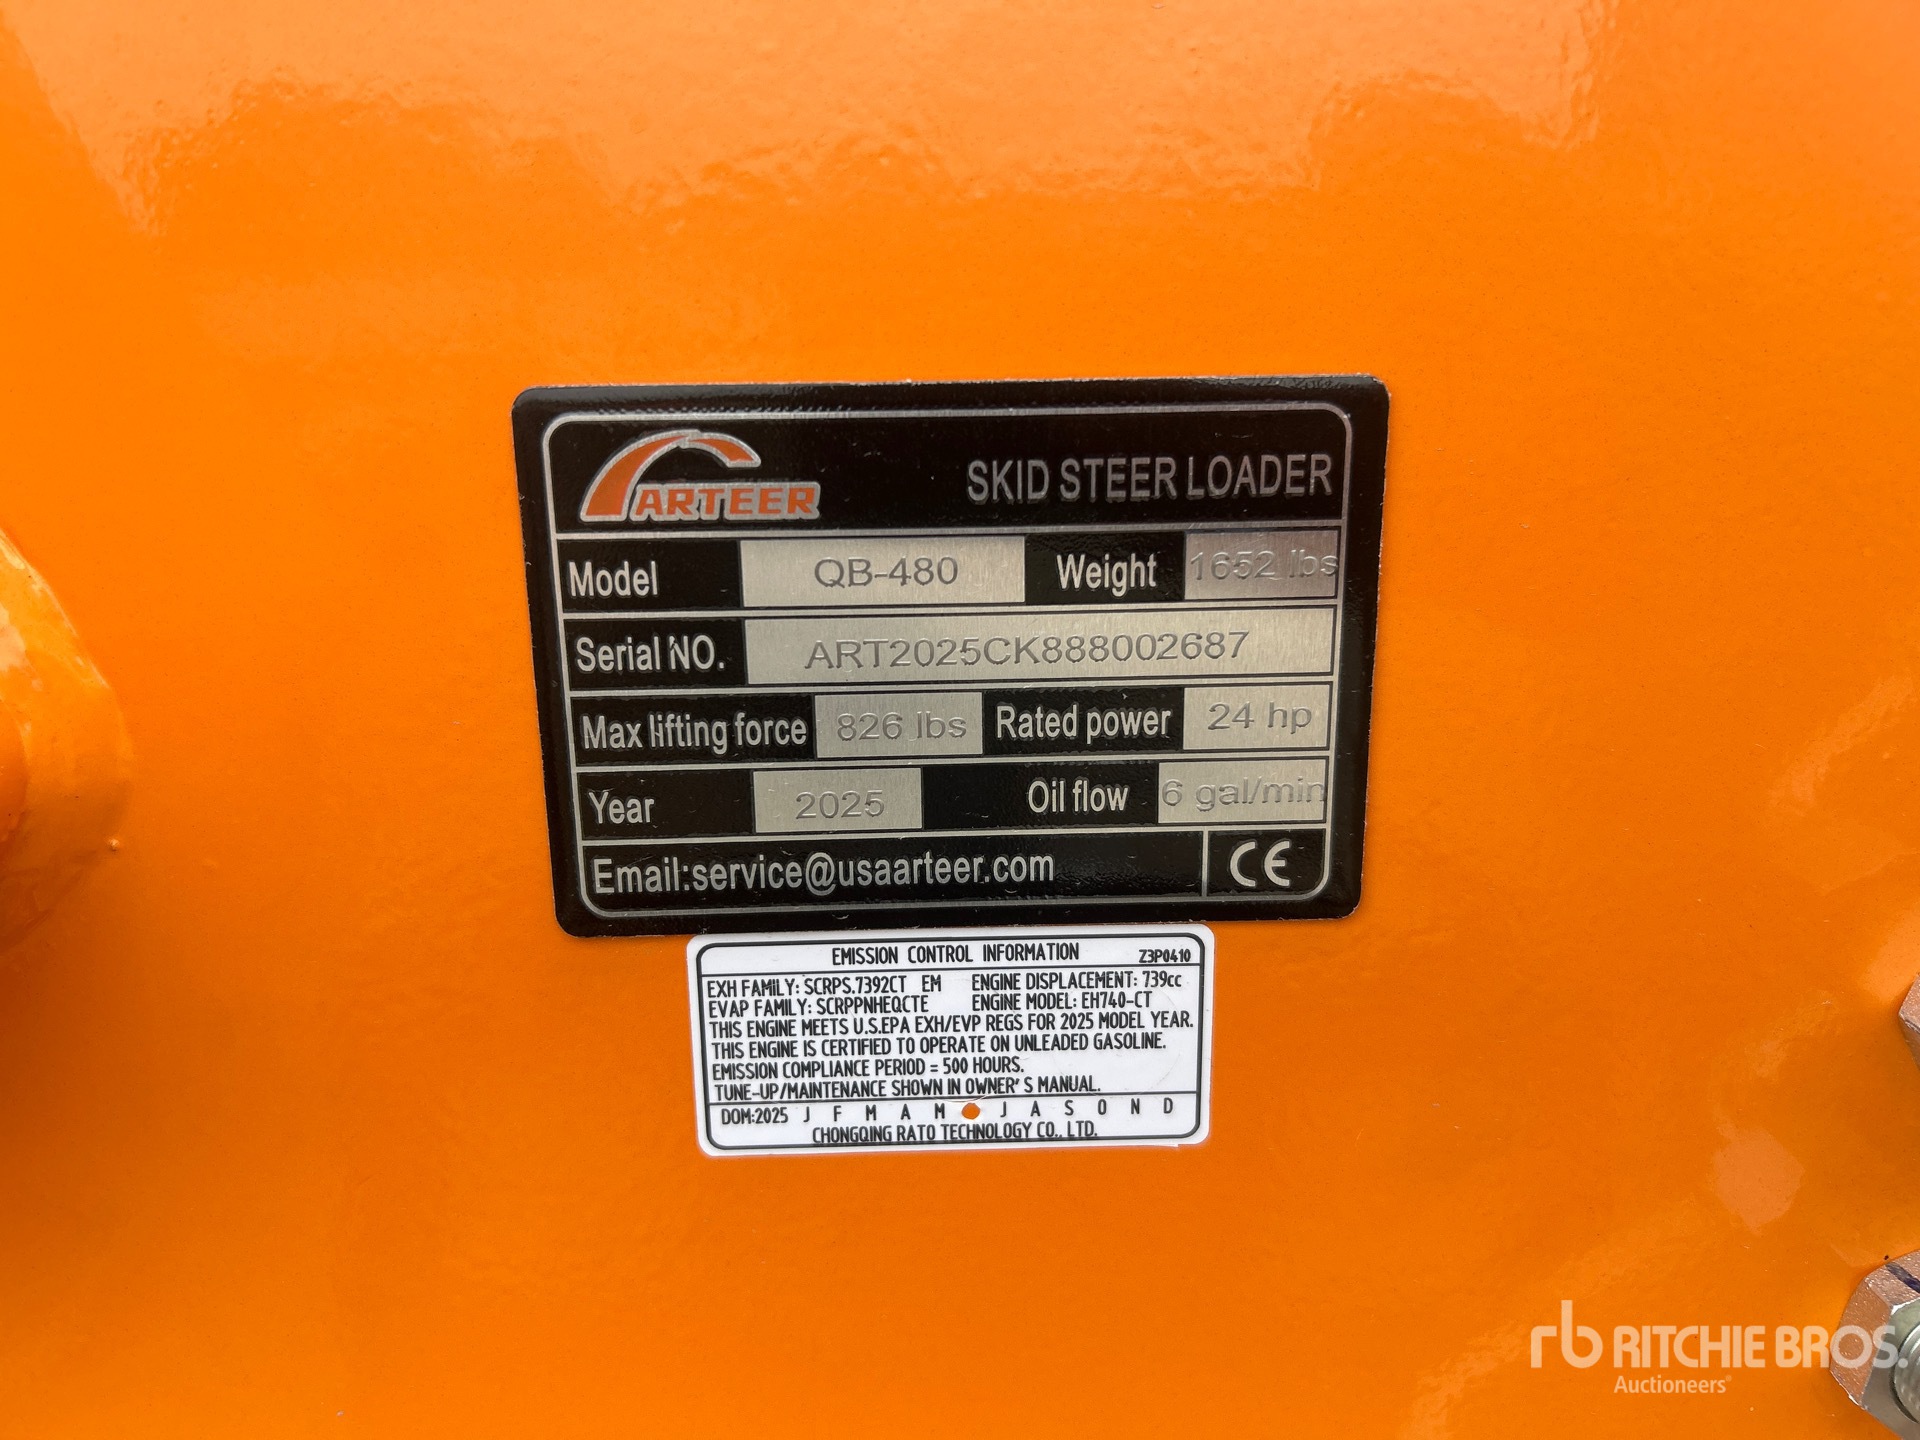 ARTEER SKID STEER LOADER
Model QB-480 Weight 1652 lbs
Serial NO. ART2025CK888002687
Max lifting force 826 lbs Rated power 24 hp
Year 2025 Oil flow 6 gal/min
Email:service@usaarteer.com CE
EMISSION CONTROL INFORMATION Z3P0410
EXH FAMILY: SCRPS.7392CT EM ENGINE DISPLACEMENT: 739cc
EVAP FAMILY: SCRPPNHEQCTE ENGINE MODEL: EH740-CT
THIS ENGINE MEETS U.S.EPA EXH/EVP REGS FOR 2025 MODEL YEAR.
THIS ENGINE IS CERTIFIED TO OPERATE ON UNLEADED GASOLINE.
EMISSION COMPLIANCE PERIOD = 500 HOURS.
TUNE-UP/MAINTENANCE SHOWN IN OWNER'S MANUAL.
DOM:2025 J F M A M J A S O N D
CHONGQING RATO TECHNOLOGY CO., LTD.
rb RITCHIE BROS.
Auctioneers